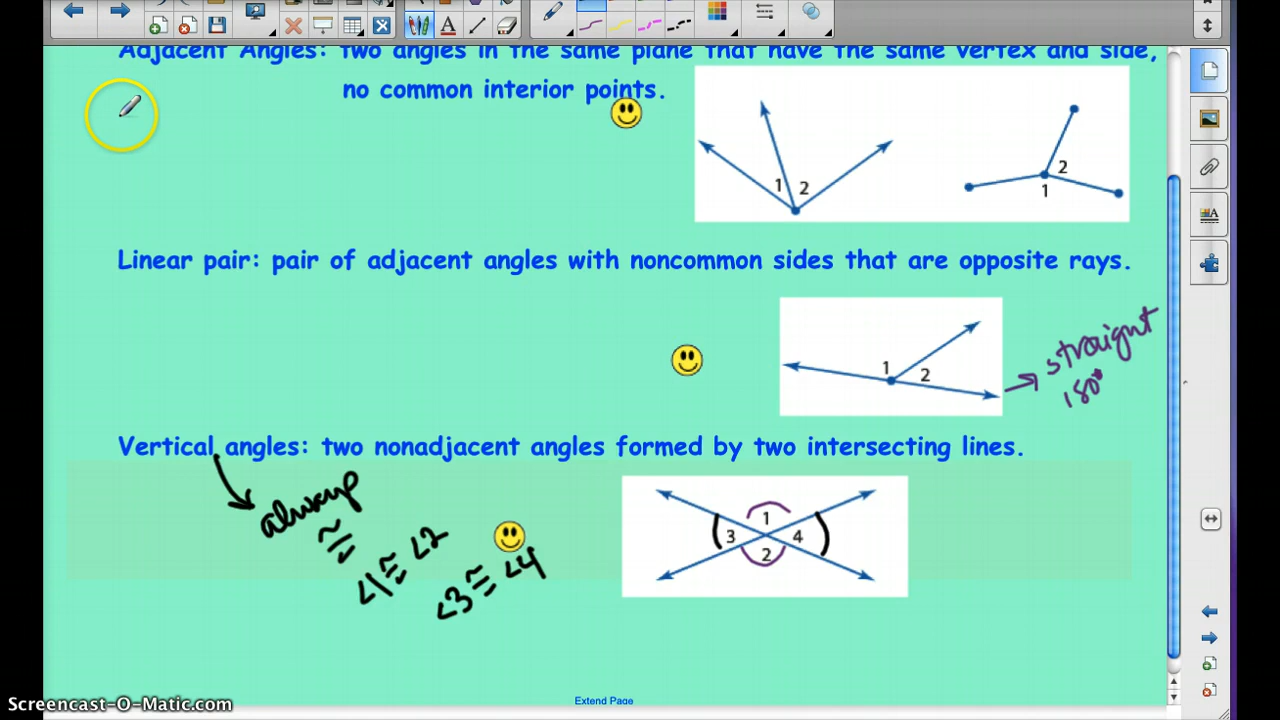 Adjacent Angles: two angles in the same plane that have the same vertex and side,
no common interior points.
1 2
2
1
Linear pair: pair of adjacent angles with noncommon sides that are opposite rays.
1
2
straight
180°
Vertical angles: two nonadjacent angles formed by two intersecting lines.
always
≅
∠1≅∠2
∠3≅∠4
1
3 4
2
Extend Page
Screencast-O-Matic.com